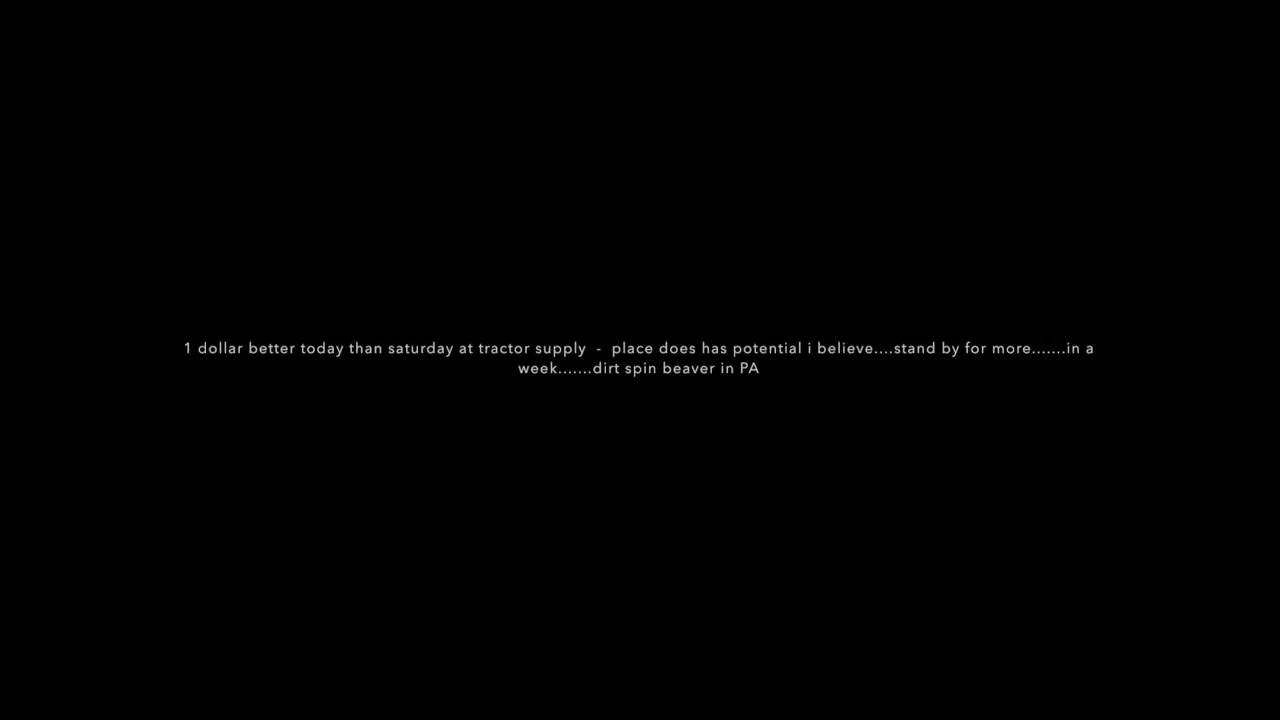 1 dollar better today than saturday at tractor supply  -  place does has potential i believe....stand by for more.......in a
week.......dirt spin beaver in PA